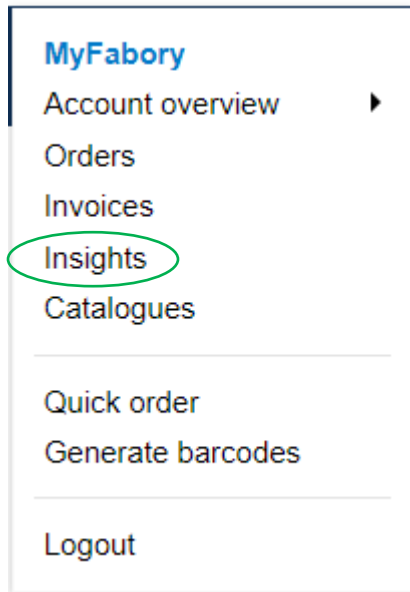 MyFabory
Account overview
Orders
Invoices
Insights
Catalogues
Quick order
Generate barcodes
Logout